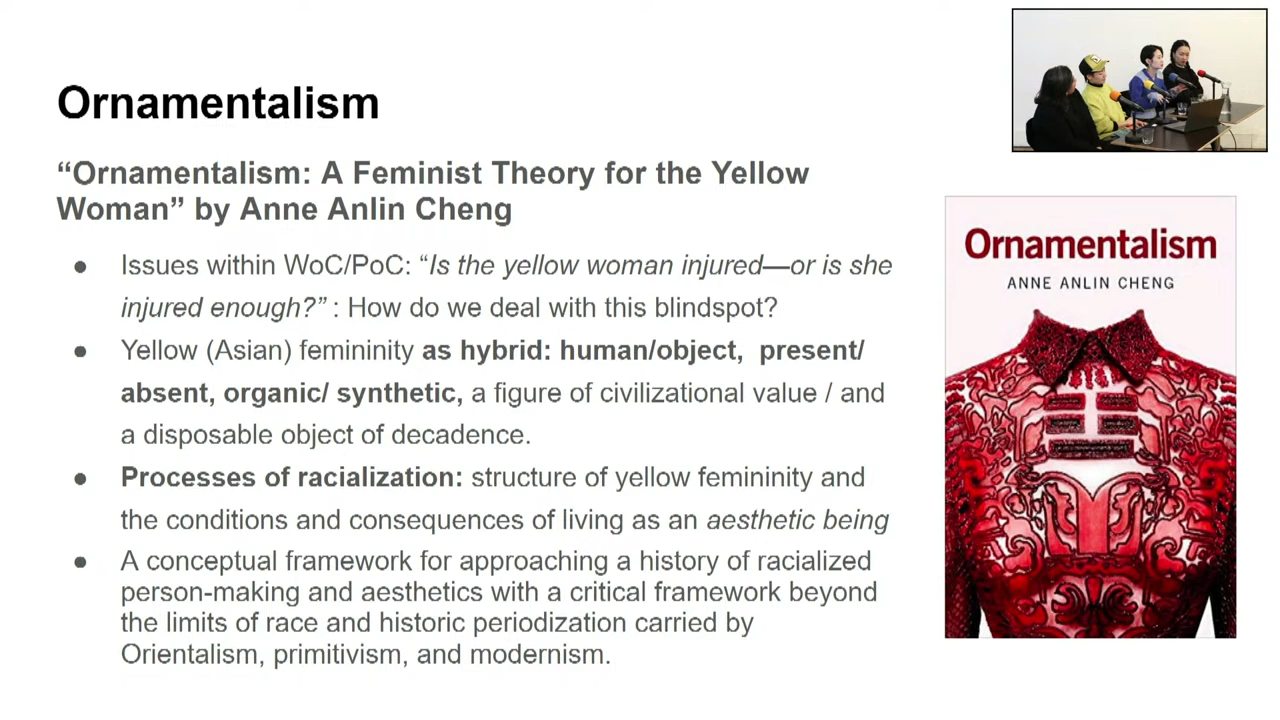 Ornamentalism
“Ornamentalism: A Feminist Theory for the Yellow
Woman” by Anne Anlin Cheng
● Issues within WoC/PoC: “Is the yellow woman injured—or is she
injured enough?” : How do we deal with this blindspot?
● Yellow (Asian) femininity as hybrid: human/object, present/
absent, organic/ synthetic, a figure of civilizational value / and
a disposable object of decadence.
● Processes of racialization: structure of yellow femininity and
the conditions and consequences of living as an aesthetic being
● A conceptual framework for approaching a history of racialized
person-making and aesthetics with a critical framework beyond
the limits of race and historic periodization carried by
Orientalism, primitivism, and modernism.
Ornamentalism
ANNE ANLIN CHENG